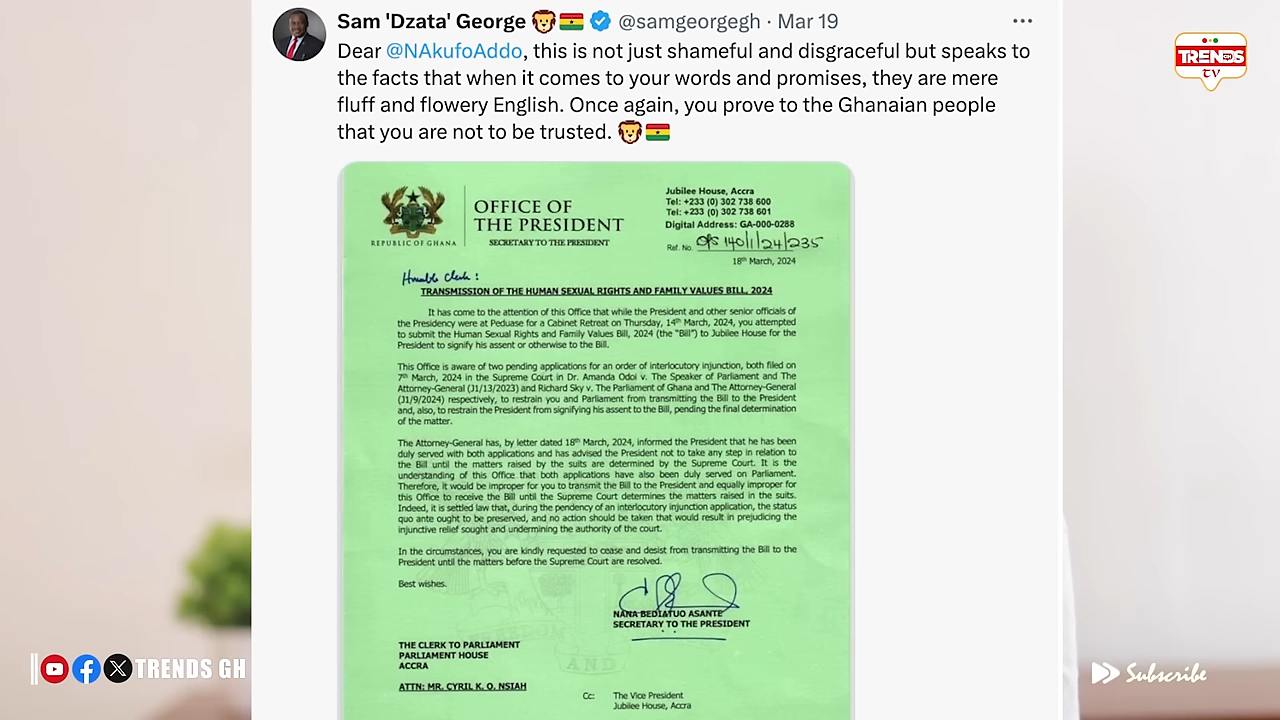 Sam 'Dzata' George 🦁🇬🇭 @samgeorgegh · Mar 19
Dear @NAkufoAddo, this is not just shameful and disgraceful but speaks to
the facts that when it comes to your words and promises, they are mere
fluff and flowery English. Once again, you prove to the Ghanaian people
that you are not to be trusted. 🦁🇬🇭
TRENDS
TV
REPUBLIC OF GHANA
OFFICE OF
THE PRESIDENT
SECRETARY TO THE PRESIDENT
Jubilee House, Accra
Tel: +233 (0) 302 738 600
Tel: +233 (0) 302 738 601
Digital Address: GA-000-0288
Ref. No. OPS 140/1/24/235
18th March, 2024
Humble Clerk:
TRANSMISSION OF THE HUMAN SEXUAL RIGHTS AND FAMILY VALUES BILL, 2024
It has come to the attention of this Office that while the President and other senior officials of
the Presidency were at Peduase for a Cabinet Retreat on Thursday, 14th March, 2024, you attempted
to submit the Human Sexual Rights and Family Values Bill, 2024 (the "Bill") to Jubilee House for the
President to signify his assent or otherwise to the Bill.
This Office is aware of two pending applications for an order of interlocutory injunction, both filed on
7th March, 2024 in the Supreme Court in Dr. Amanda Odoi v. The Speaker of Parliament and The
Attorney-General (J1/13/2023) and Richard Sky v. The Parliament of Ghana and The Attorney-General
(J1/9/2024) respectively, to restrain you and Parliament from transmitting the Bill to the President
and, also, to restrain the President from signifying his assent to the Bill, pending the final determination
of the matter.
The Attorney-General has, by letter dated 18th March, 2024, informed the President that he has been
duly served with both applications and has advised the President not to take any step in relation to
the Bill until the matters raised by the suits are determined by the Supreme Court. It is the
understanding of this Office that both applications have also been duly served on Parliament.
Therefore, it would be improper for you to transmit the Bill to the President and equally improper for
this Office to receive the Bill until the Supreme Court determines the matters raised in the suits.
Indeed, it is settled law that, during the pendency of an interlocutory injunction application, the status
quo ante ought to be preserved, and no action should be taken that would result in prejudicing the
injunctive relief sought and undermining the authority of the court.
In the circumstances, you are kindly requested to cease and desist from transmitting the Bill to the
President until the matters before the Supreme Court are resolved.
Best wishes.
NANA BEDIATUO ASANTE
SECRETARY TO THE PRESIDENT
THE CLERK TO PARLIAMENT
PARLIAMENT HOUSE
ACCRA
ATTN: MR. CYRIL K. O. NSIAH
Cc: The Vice President
Jubilee House, Accra
AND
TRENDS GH
Subscribe